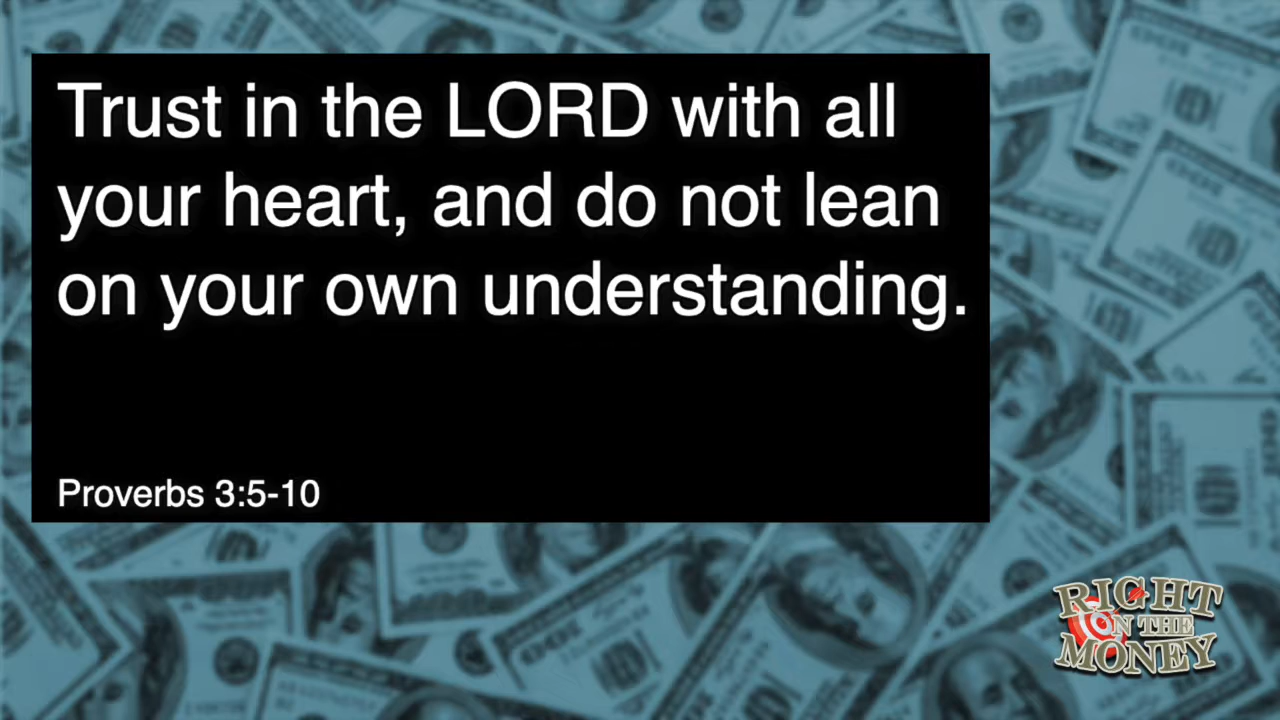 Trust in the LORD with all
your heart, and do not lean
on your own understanding.
Proverbs 3:5-10
RIGHT
ON THE
MONEY